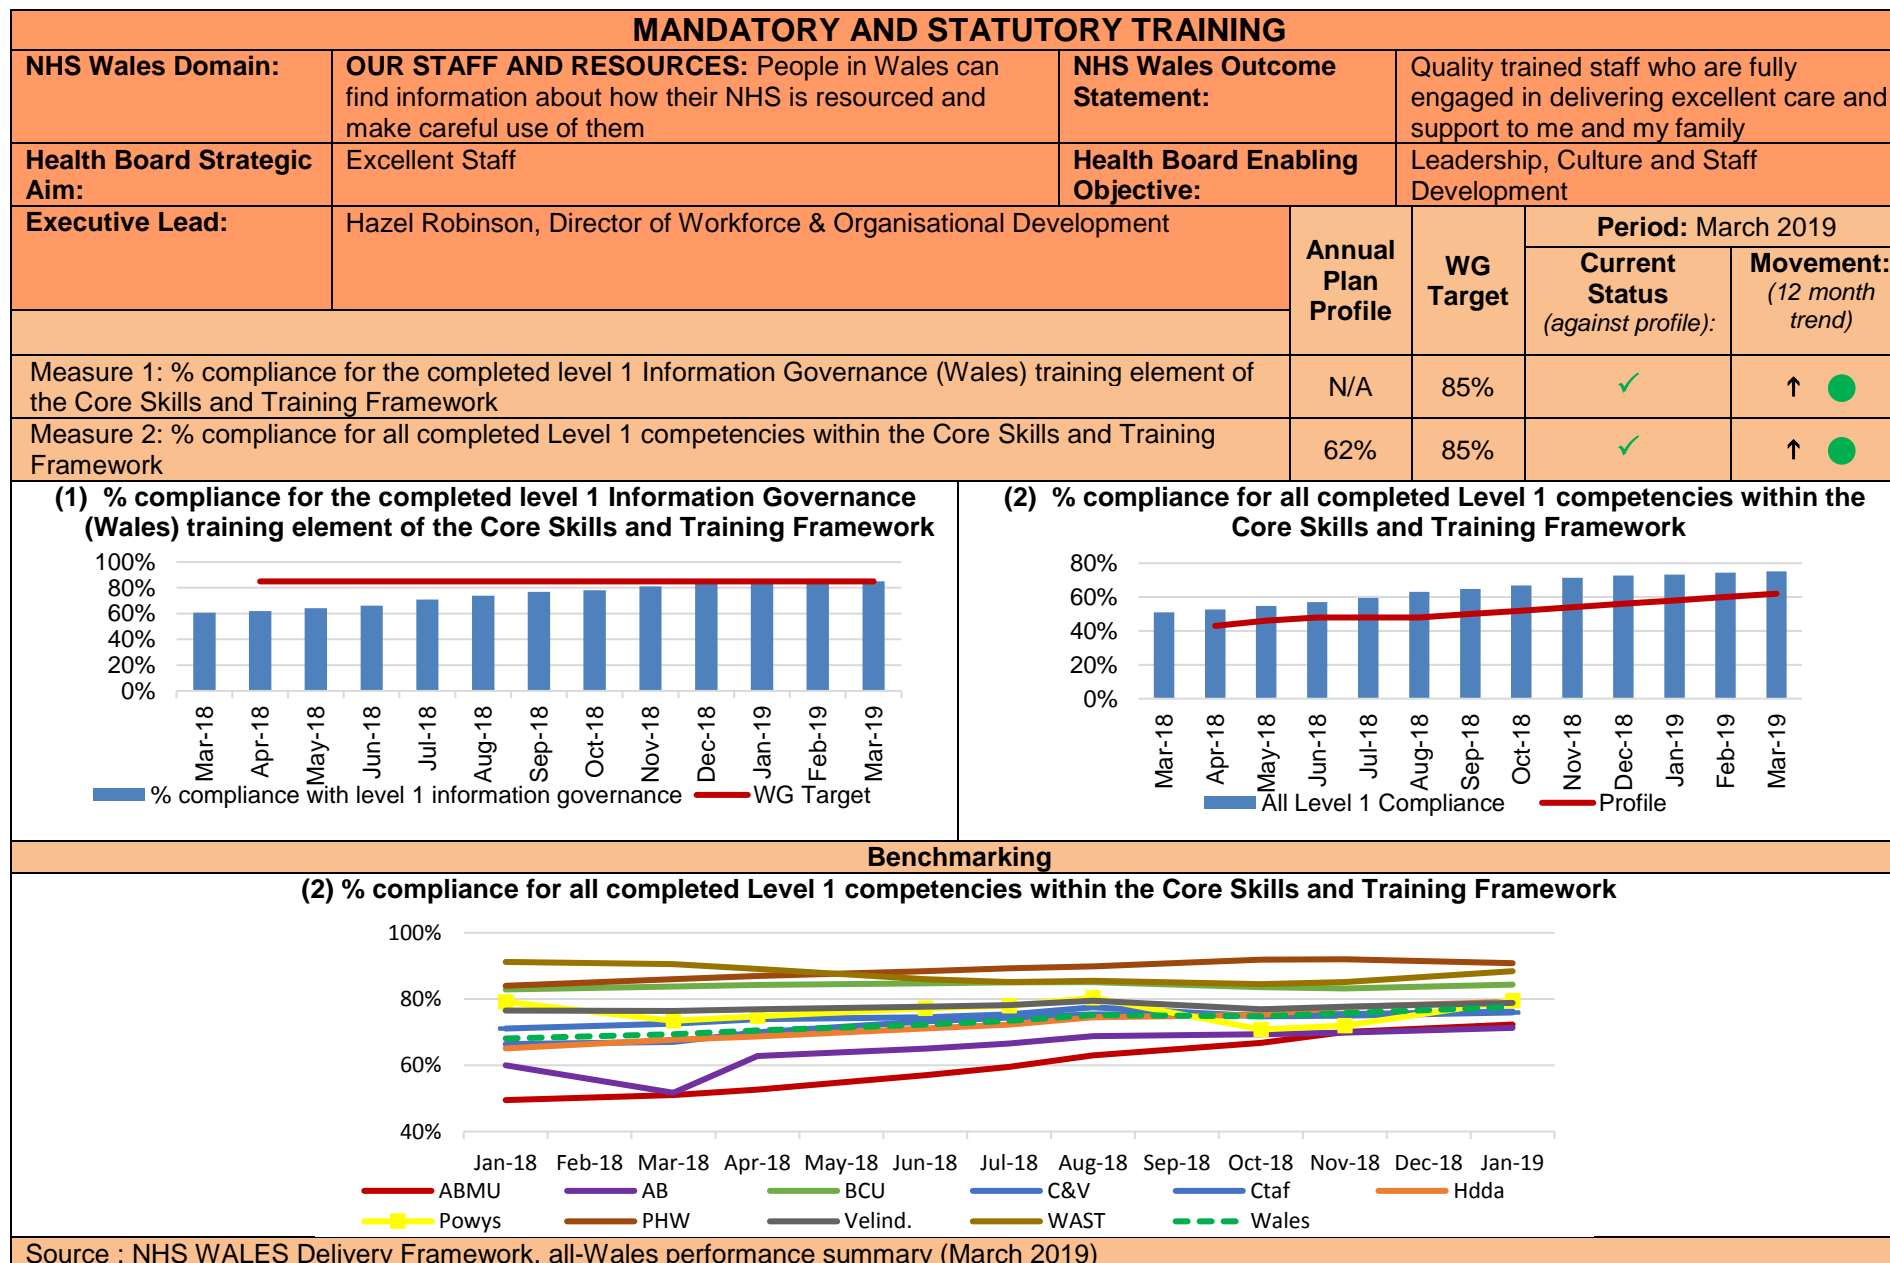 MANDATORY AND STATUTORY TRAINING
NHS Wales Domain:
OUR STAFF AND RESOURCES: People in Wales can
find information about how their NHS is resourced and
make careful use of them
NHS Wales Outcome
Statement:
Quality trained staff who are fully
engaged in delivering excellent care and
support to me and my family
Health Board Strategic
Aim:
Excellent Staff
Health Board Enabling
Objective:
Leadership, Culture and Staff
Development
Executive Lead:
Hazel Robinson, Director of Workforce & Organisational Development
Annual
Plan
Profile
WG
Target
Period: March 2019
Current
Status
(against profile):
Movement:
(12 month
trend)
Measure 1: % compliance for the completed level 1 Information Governance (Wales) training element of
the Core Skills and Training Framework
N/A
85%
✓
↑
Measure 2: % compliance for all completed Level 1 competencies within the Core Skills and Training
Framework
62%
85%
✓
↑
(1) % compliance for the completed level 1 Information Governance
(Wales) training element of the Core Skills and Training Framework
100%
80%
60%
40%
20%
0%
Mar-18
Apr-18
May-18
Jun-18
Jul-18
Aug-18
Sep-18
Oct-18
Nov-18
Dec-18
Jan-19
Feb-19
Mar-19
% compliance with level 1 information governance
WG Target
(2) % compliance for all completed Level 1 competencies within the
Core Skills and Training Framework
80%
60%
40%
20%
0%
Mar-18
Apr-18
May-18
Jun-18
Jul-18
Aug-18
Sep-18
Oct-18
Nov-18
Dec-18
Jan-19
Feb-19
Mar-19
All Level 1 Compliance
Profile
Benchmarking
(2) % compliance for all completed Level 1 competencies within the Core Skills and Training Framework
100%
80%
60%
40%
Jan-18 Feb-18 Mar-18 Apr-18 May-18 Jun-18 Jul-18 Aug-18 Sep-18 Oct-18 Nov-18 Dec-18 Jan-19
ABMU AB BCU C&V Ctaf Hdda
Powys PHW Velind. WAST Wales
Source : NHS WALES Delivery Framework, all-Wales performance summary (March 2019)